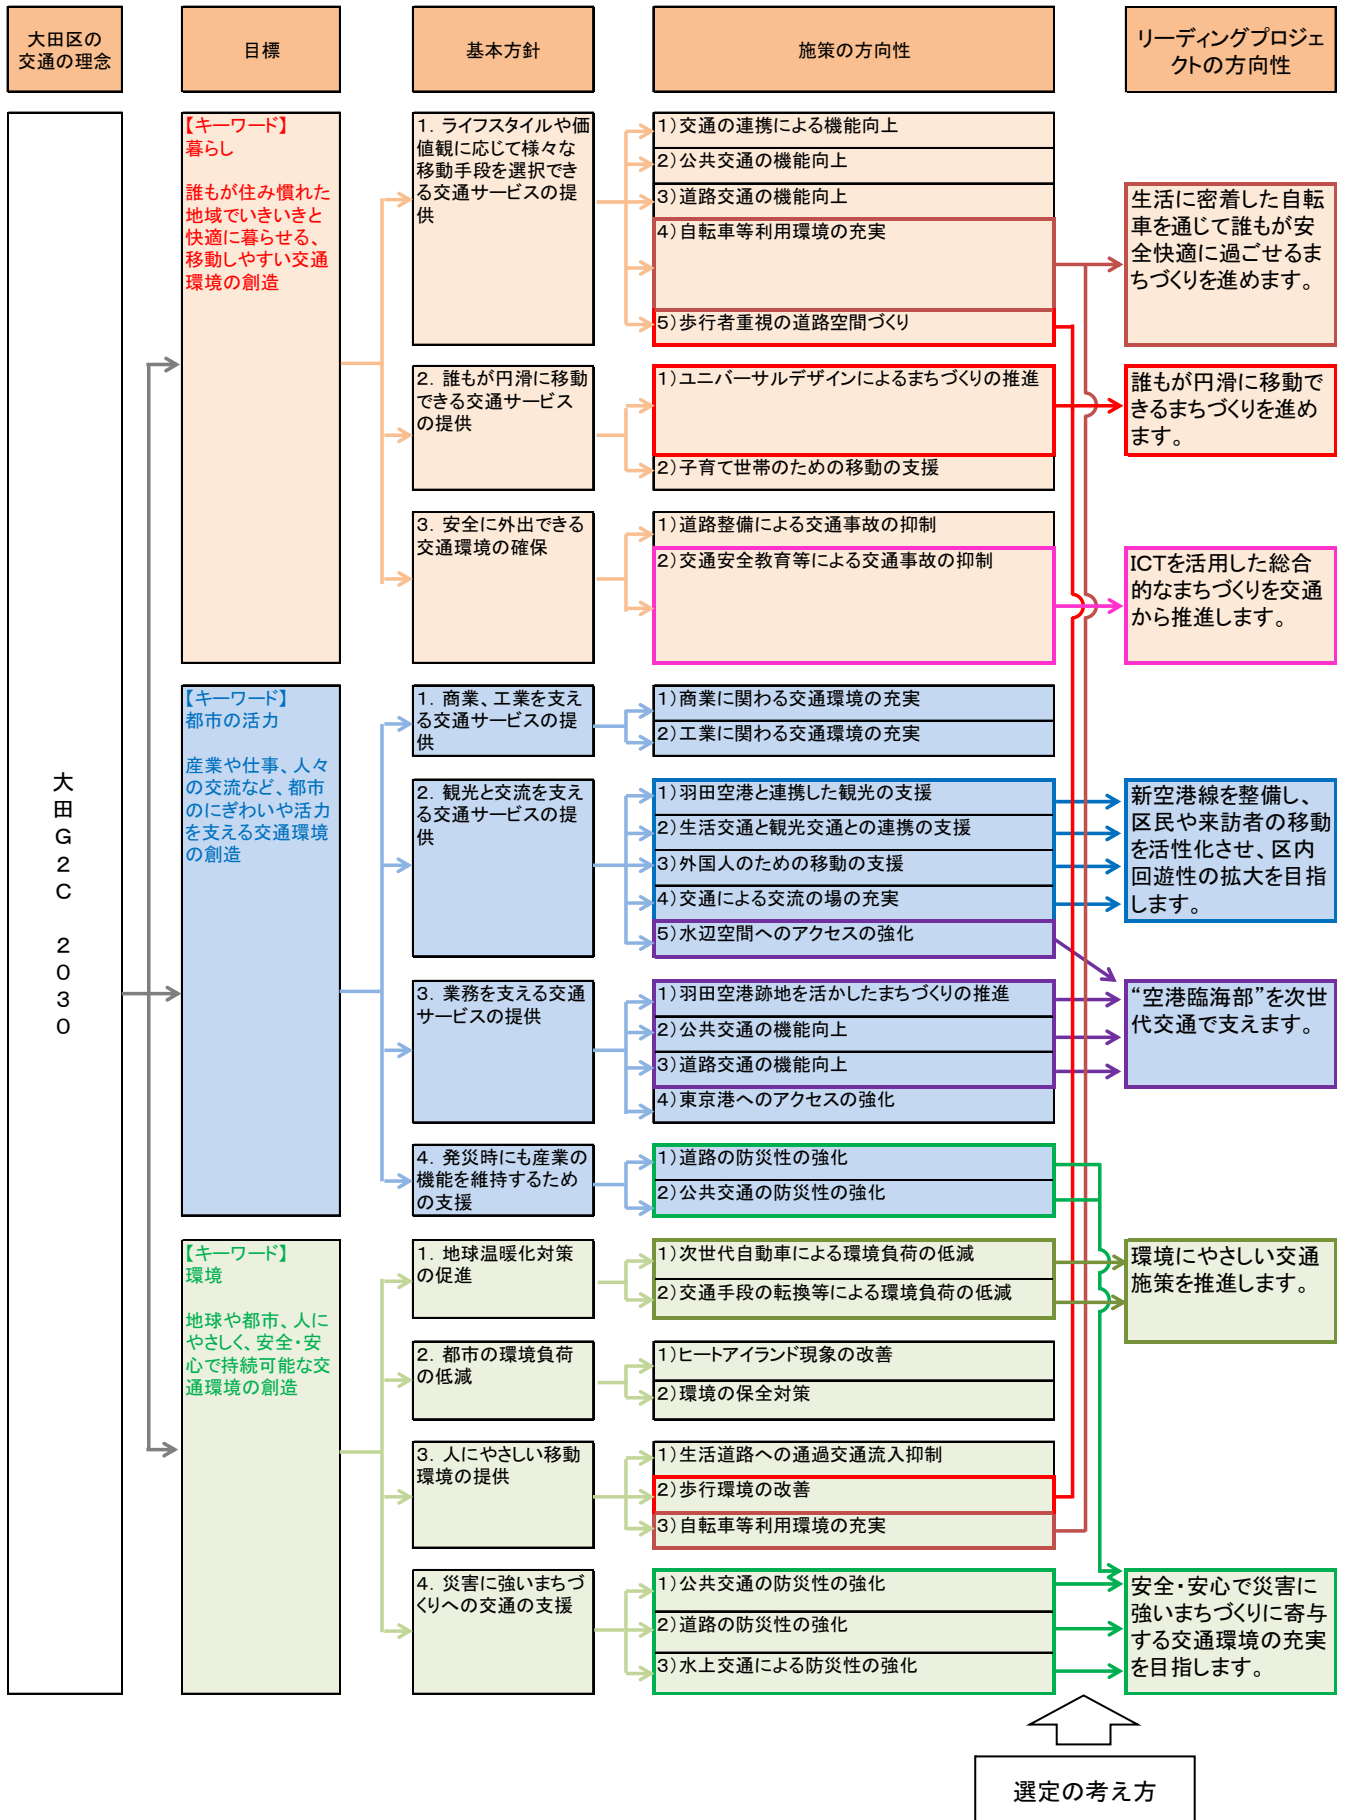 大田区の
交通の理念
目標
基本方針
施策の方向性
リーディングプロジェ
クトの方向性
大田G2C 2030
【キーワード】
暮らし
誰もが住み慣れた
地域でいきいきと
快適に暮らせる、
移動しやすい交通
環境の創造
1．ライフスタイルや価
値観に応じて様々な
移動手段を選択でき
る交通サービスの提
供
1)交通の連携による機能向上
2)公共交通の機能向上
3)道路交通の機能向上
4)自転車等利用環境の充実
5)歩行者重視の道路空間づくり
生活に密着した自転
車を通じて誰もが安
全快適に過ごせるま
ちづくりを進めます。
2．誰もが円滑に移動
できる交通サービス
の提供
1)ユニバーサルデザインによるまちづくりの推進
2)子育て世帯のための移動の支援
誰もが円滑に移動で
きるまちづくりを進め
ます。
3．安全に外出できる
交通環境の確保
1)道路整備による交通事故の抑制
2)交通安全教育等による交通事故の抑制
ICTを活用した総合
的なまちづくりを交通
から推進します。
【キーワード】
都市の活力
産業や仕事、人々
の交流など、都市
のにぎわいや活力
を支える交通環境
の創造
1．商業、工業を支え
る交通サービスの提
供
1)商業に関わる交通環境の充実
2)工業に関わる交通環境の充実
2．観光と交流を支え
る交通サービスの提
供
1)羽田空港と連携した観光の支援
2)生活交通と観光交通との連携の支援
3)外国人のための移動の支援
4)交通による交流の場の充実
5)水辺空間へのアクセスの強化
新空港線を整備し、
区民や来訪者の移動
を活性化させ、区内
回遊性の拡大を目指
します。
3．業務を支える交通
サービスの提供
1)羽田空港跡地を活かしたまちづくりの推進
2)公共交通の機能向上
3)道路交通の機能向上
4)東京港へのアクセスの強化
“空港臨海部”を次世
代交通で支えます。
4．発災時にも産業の
機能を維持するため
の支援
1)道路の防災性の強化
2)公共交通の防災性の強化
【キーワード】
環境
地球や都市、人に
やさしく、安全・安
心で持続可能な交
通環境の創造
1．地球温暖化対策
の促進
1)次世代自動車による環境負荷の低減
2)交通手段の転換等による環境負荷の低減
環境にやさしい交通
施策を推進します。
2．都市の環境負荷
の低減
1)ヒートアイランド現象の改善
2)環境の保全対策
3．人にやさしい移動
環境の提供
1)生活道路への通過交通流入抑制
2)歩行環境の改善
3)自転車等利用環境の充実
4．災害に強いまちづ
くりへの交通の支援
1)公共交通の防災性の強化
2)道路の防災性の強化
3)水上交通による防災性の強化
安全・安心で災害に
強いまちづくりに寄与
する交通環境の充実
を目指します。
選定の考え方